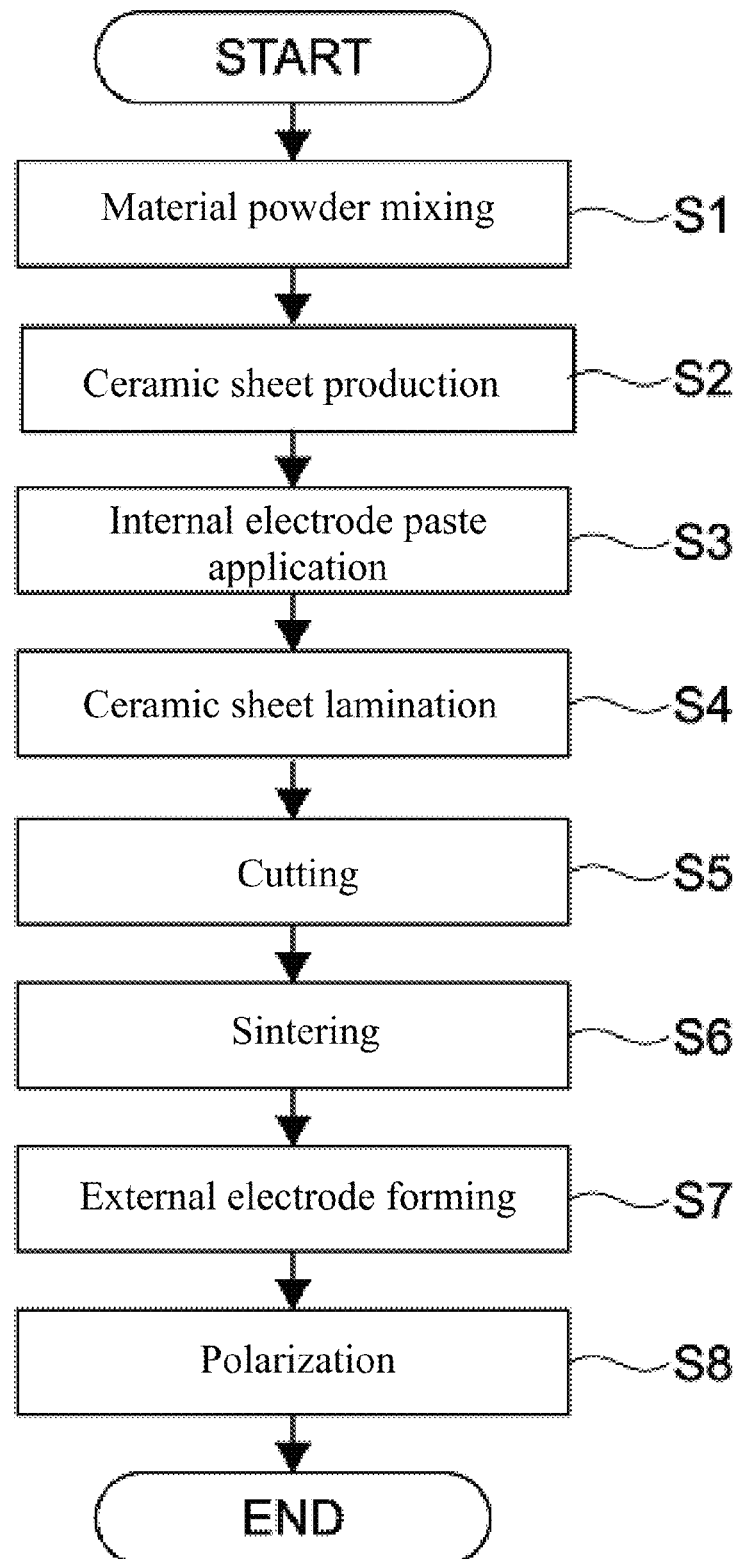 START
Material powder mixing
S1
Ceramic sheet production
S2
Internal electrode paste
application
S3
Ceramic sheet lamination
S4
Cutting
S5
Sintering
S6
External electrode forming
S7
Polarization
S8
END